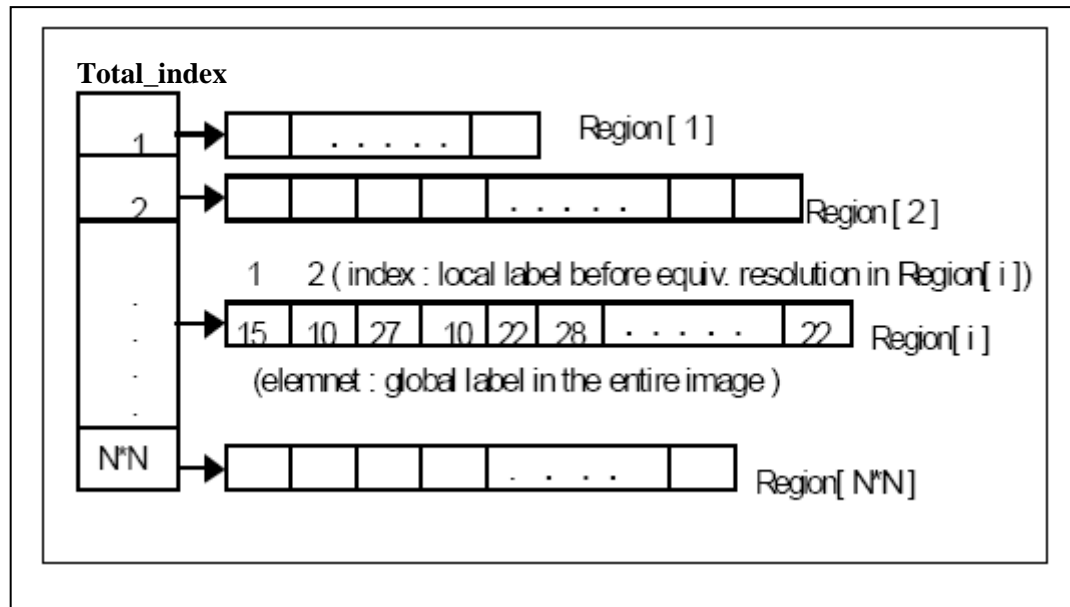 Total_index
1 . . . . . Region [ 1 ]
2 . . . . . Region [ 2 ]
1 2 ( index : local label before equiv. resolution in Region[ i ])
.
.
.
.
15 10 27 10 22 28 . . . . . 22 Region[ i ]
(elemnet : global label in the entire image )
N*N . . . . Region[ N*N ]